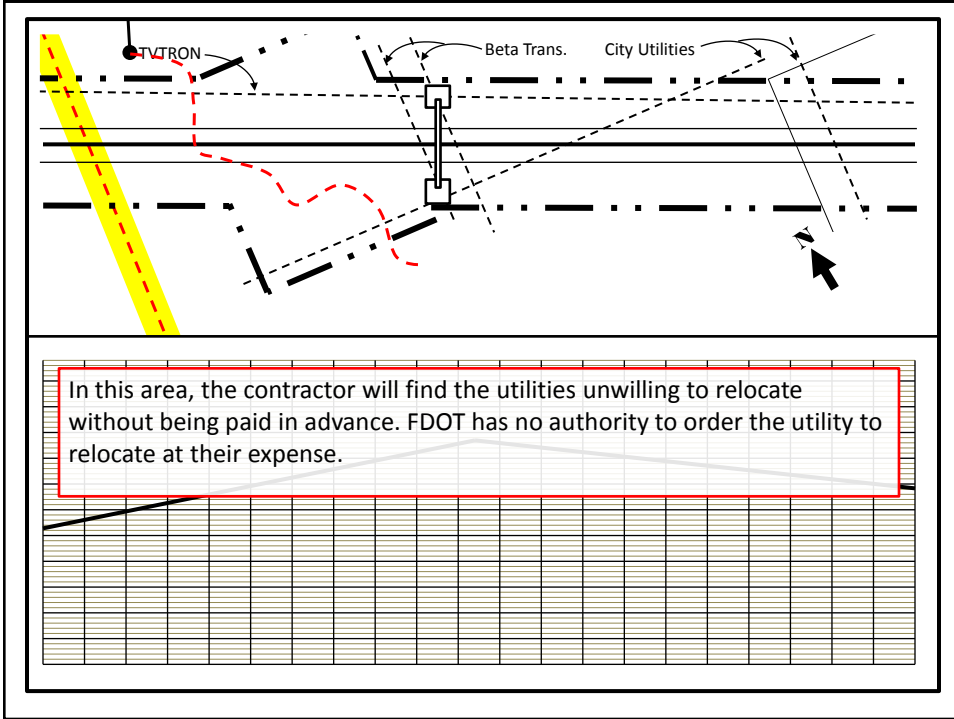 TVTRON
Beta Trans.
City Utilities
N
In this area, the contractor will find the utilities unwilling to relocate
without being paid in advance. FDOT has no authority to order the utility to
relocate at their expense.